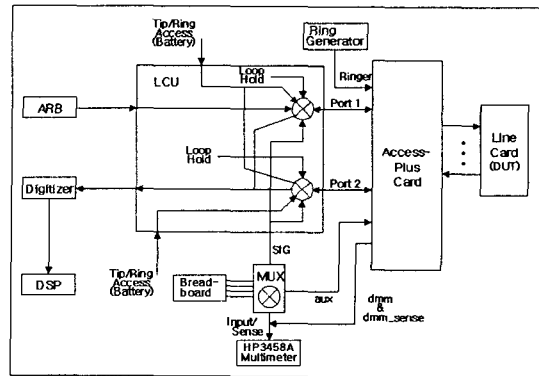 Tip/Ring
Access
(Battery)
Ring
Generator
LCU
Loop
Hold
Ringer
ARB
Port 1
Access-
Plus
Card
Line
Card
(DUT)
Loop
Hold
Digitizer
Port 2
SIG
DSP
Tip/Ring
Access
(Battery)
Bread-
board
MUX
aux
dmm
&
dmm_sense
Input/
Sense
HP3458A
Multimeter